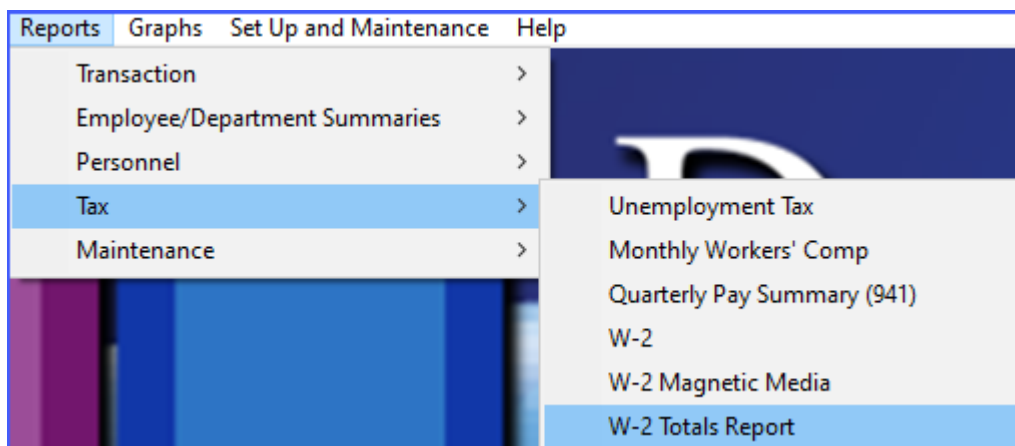 Reports Graphs Set Up and Maintenance Help
Transaction
Employee/Department Summaries
Personnel
Tax
Maintenance
Unemployment Tax
Monthly Workers' Comp
Quarterly Pay Summary (941)
W-2
W-2 Magnetic Media
W-2 Totals Report